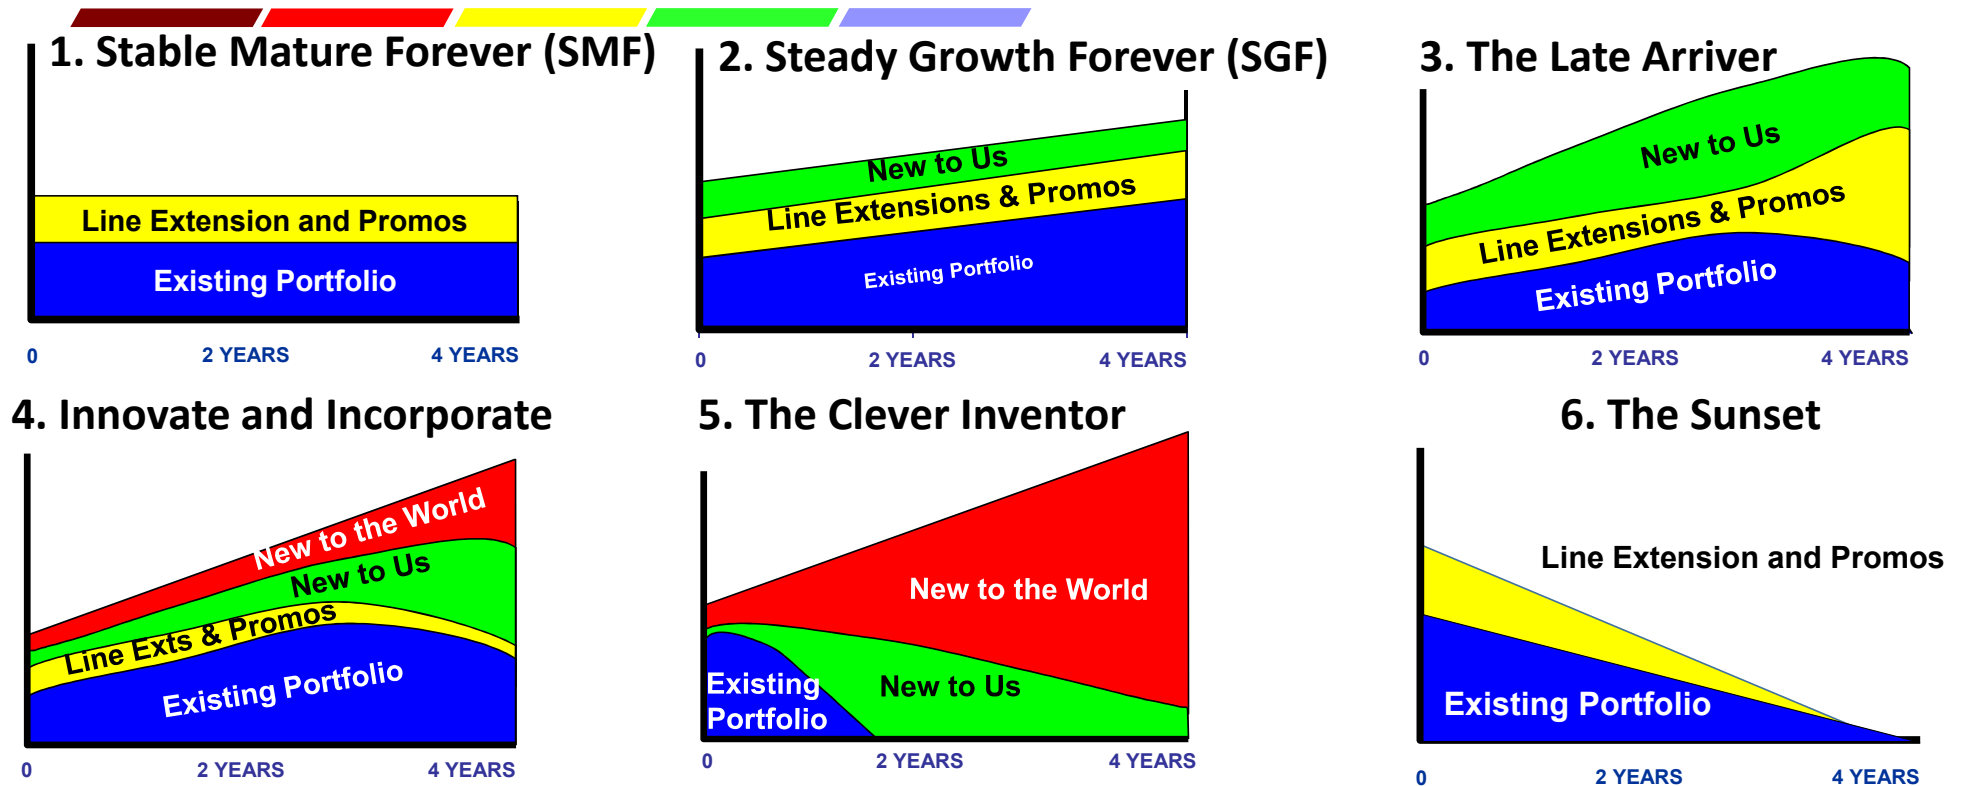 1. Stable Mature Forever (SMF)
Line Extension and Promos
Existing Portfolio
0
2 YEARS
4 YEARS
2. Steady Growth Forever (SGF)
New to Us
Line Extensions & Promos
Existing Portfolio
0
2 YEARS
4 YEARS
3. The Late Arriver
New to Us
Line Extensions & Promos
Existing Portfolio
0
2 YEARS
4 YEARS
4. Innovate and Incorporate
New to the World
New to Us
Line Exts & Promos
Existing Portfolio
0
2 YEARS
4 YEARS
5. The Clever Inventor
New to the World
Existing
Portfolio
New to Us
0
2 YEARS
4 YEARS
6. The Sunset
Line Extension and Promos
Existing Portfolio
0
2 YEARS
4 YEARS